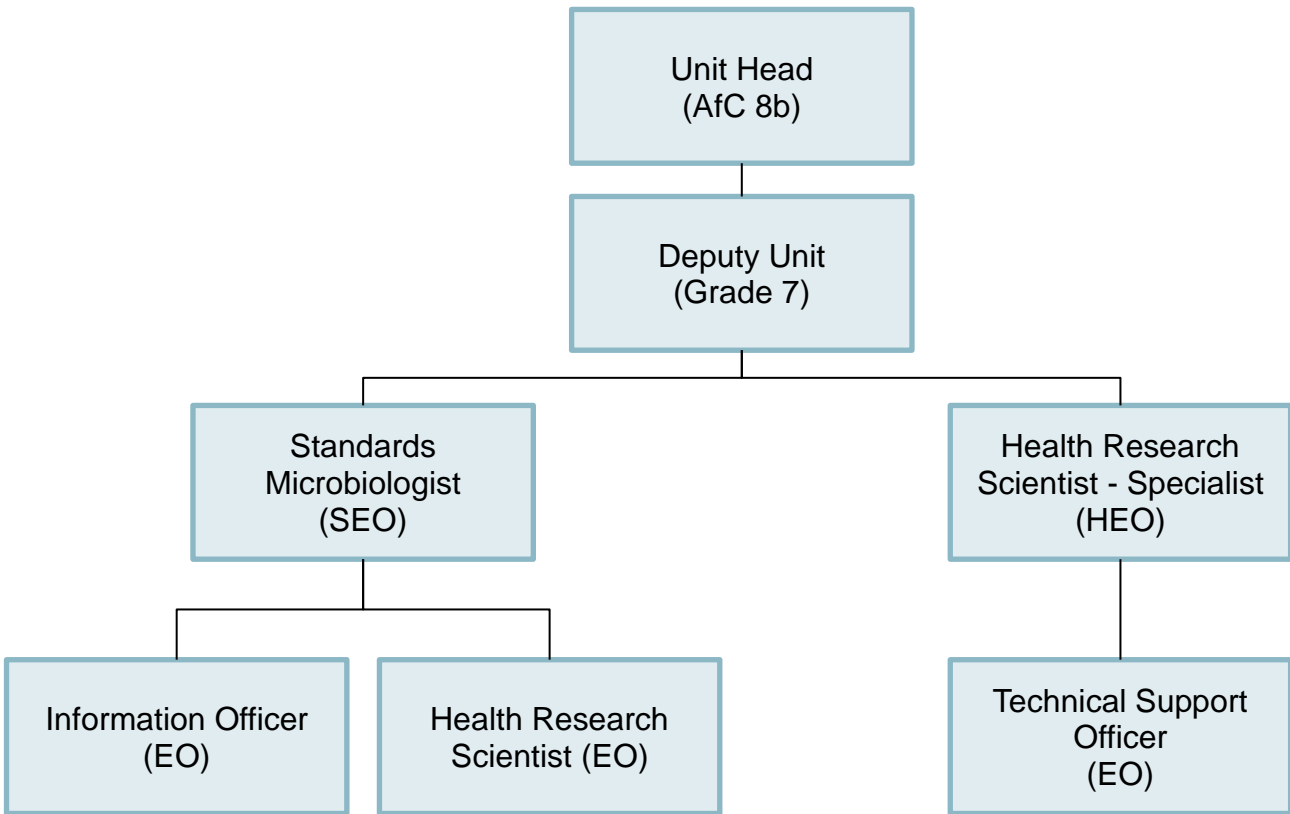 Unit Head
(AfC 8b)
Deputy Unit
(Grade 7)
Standards
Microbiologist
(SEO)
Health Research
Scientist - Specialist
(HEO)
Information Officer
(EO)
Health Research
Scientist (EO)
Technical Support
Officer
(EO)